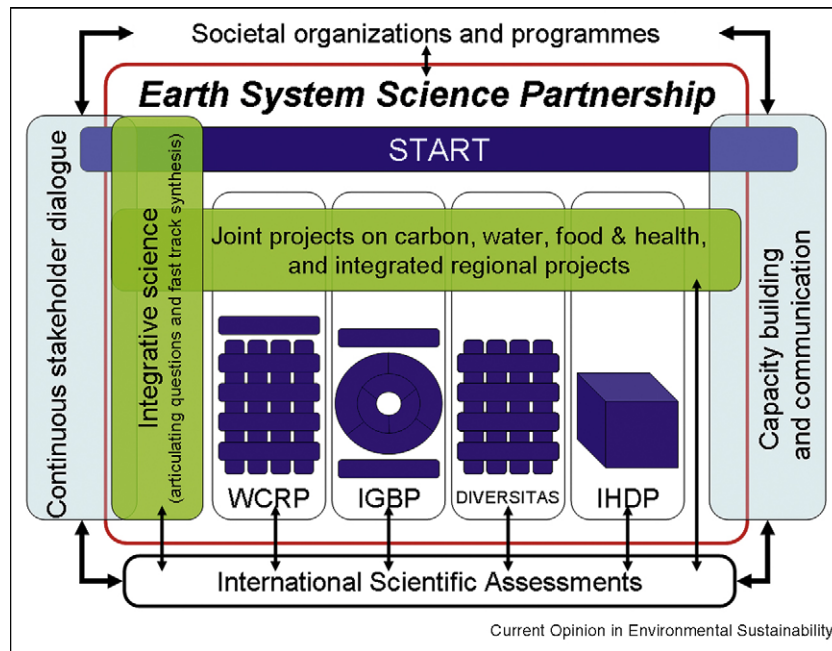 Societal organizations and programmes
Earth System Science Partnership
START
Continuous stakeholder dialogue
Integrative science
(articulating questions and fast track synthesis)
Joint projects on carbon, water, food & health,
and integrated regional projects
Capacity building
and communication
WCRP
IGBP
DIVERSITAS
IHDP
International Scientific Assessments
Current Opinion in Environmental Sustainability